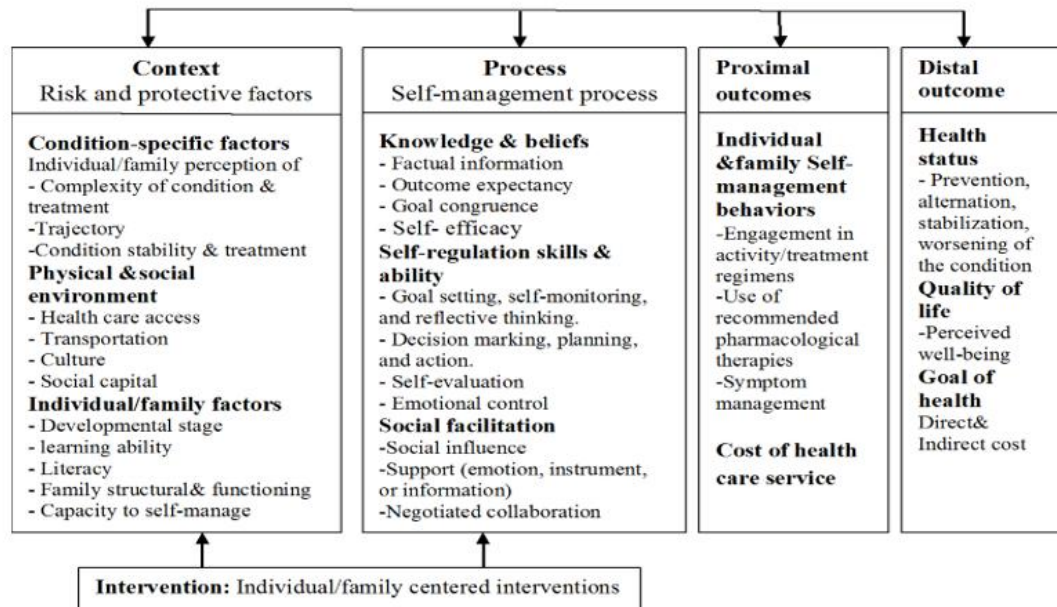 Context
Risk and protective factors
Condition-specific factors
Individual/family perception of
- Complexity of condition &
treatment
-Trajectory
-Condition stability & treatment
Physical &social
environment
- Health care access
- Transportation
- Culture
- Social capital
Individual/family factors
- Developmental stage
- learning ability
- Literacy
- Family structural& functioning
- Capacity to self-manage
Process
Self-management process
Knowledge & beliefs
- Factual information
- Outcome expectancy
- Goal congruence
- Self- efficacy
Self-regulation skills &
ability
- Goal setting, self-monitoring,
and reflective thinking.
- Decision marking, planning,
and action.
- Self-evaluation
- Emotional control
Social facilitation
-Social influence
-Support (emotion, instrument,
or information)
-Negotiated collaboration
Proximal
outcomes
Individual
&family Self-
management
behaviors
-Engagement in
activity/treatment
regimens
-Use of
recommended
pharmacological
therapies
-Symptom
management
Cost of health
care service
Distal
outcome
Health
status
- Prevention,
alternation,
stabilization,
worsening of
the condition
Quality of
life
-Perceived
well-being
Goal of
health
Direct&
Indirect cost
Intervention: Individual/family centered interventions